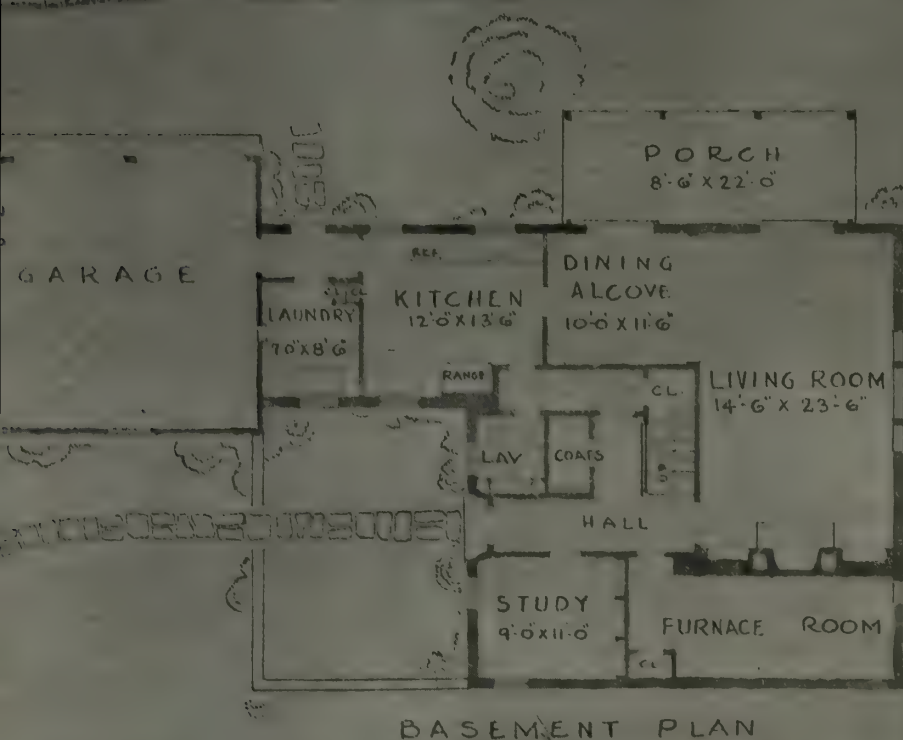 PORCH
8'-6" X 22'-0"
GARAGE
REF.
DINING
ALCOVE
10'-0" X 11'-6"
KITCHEN
12'-0" X 13'-6"
CL
LAUNDRY
7'-0" X 8'-6"
RANGE
CL.
LIVING ROOM
14'-6" X 23'-6"
LAV
COATS
HALL
STUDY
9'-0" X 11'-0"
FURNACE ROOM
CL
BASEMENT PLAN